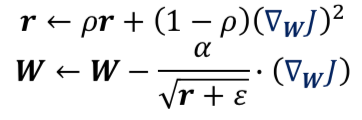 r ← ρr + (1 − ρ)(∇_W J)²
W ← W − α/√(r + ε) · (∇_W J)